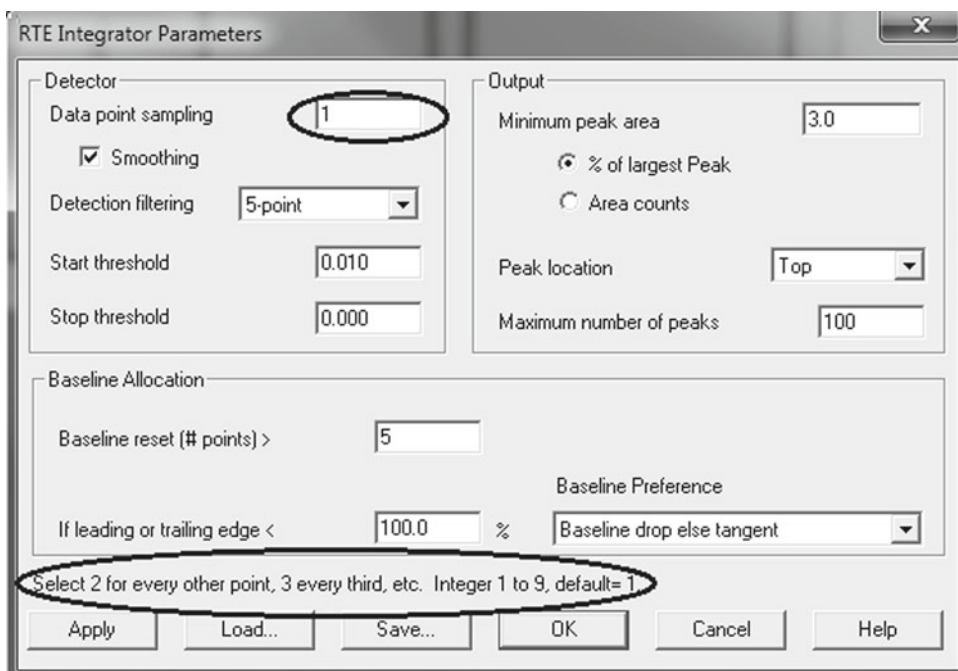 RTE Integrator Parameters
X
Detector
Data point sampling 1
Smoothing
Detection filtering 5-point
Start threshold 0.010
Stop threshold 0.000
Output
Minimum peak area 3.0
% of largest Peak
Area counts
Peak location Top
Maximum number of peaks 100
Baseline Allocation
Baseline reset (# points) > 5
Baseline Preference
If leading or trailing edge < 100.0 % Baseline drop else tangent
Select 2 for every other point, 3 every third, etc. Integer 1 to 9, default= 1
Apply Load... Save... OK Cancel Help